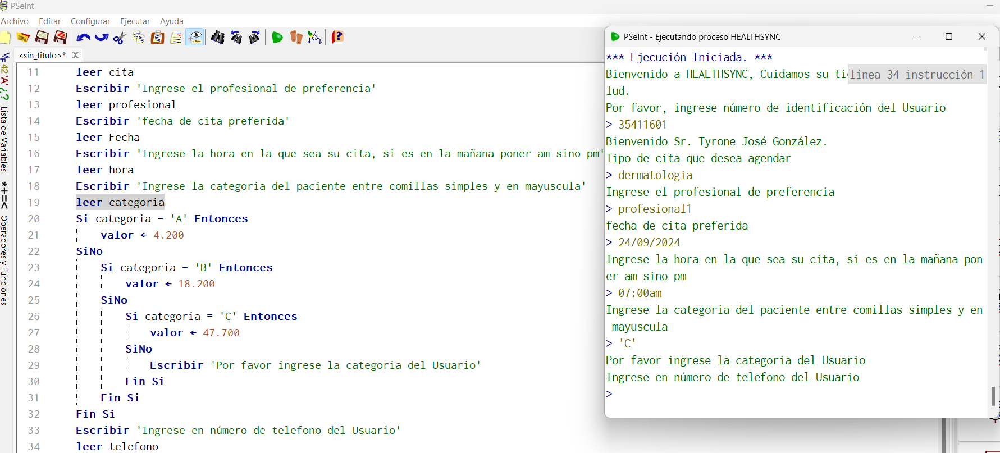 PSeInt
Archivo Editar Configurar Ejecutar Ayuda
<sin_titulo>*
Lista de Variables
Operadores y Funciones
11 leer cita
12 Escribir 'Ingrese el profesional de preferencia'
13 leer profesional
14 Escribir 'fecha de cita preferida'
15 leer Fecha
16 Escribir 'Ingrese la hora en la que sea su cita, si es en la mañana poner am sino pm'
17 leer hora
18 Escribir 'Ingrese la categoria del paciente entre comillas simples y en mayuscula'
19 leer categoria
20 Si categoria = 'A' Entonces
21 valor ← 4.200
22 SiNo
23 Si categoria = 'B' Entonces
24 valor ← 18.200
25 SiNo
26 Si categoria = 'C' Entonces
27 valor ← 47.700
28 SiNo
29 Escribir 'Por favor ingrese la categoria del Usuario'
30 Fin Si
31 Fin Si
32 Fin Si
33 Escribir 'Ingrese en número de telefono del Usuario'
34 leer telefono
PSeInt - Ejecutando proceso HEALTHSYNC
*** Ejecución Iniciada. ***
Bienvenido a HEALTHSYNC, Cuidamos su ti
línea 34 instrucción 1
lud.
Por favor, ingrese número de identificación del Usuario
> 35411601
Bienvenido Sr. Tyrone José González.
Tipo de cita que desea agendar
> dermatologia
Ingrese el profesional de preferencia
> profesional1
fecha de cita preferida
> 24/09/2024
Ingrese la hora en la que sea su cita, si es en la mañana pon
er am sino pm
> 07:00am
Ingrese la categoria del paciente entre comillas simples y en
mayuscula
> 'C'
Por favor ingrese la categoria del Usuario
Ingrese en número de telefono del Usuario
>